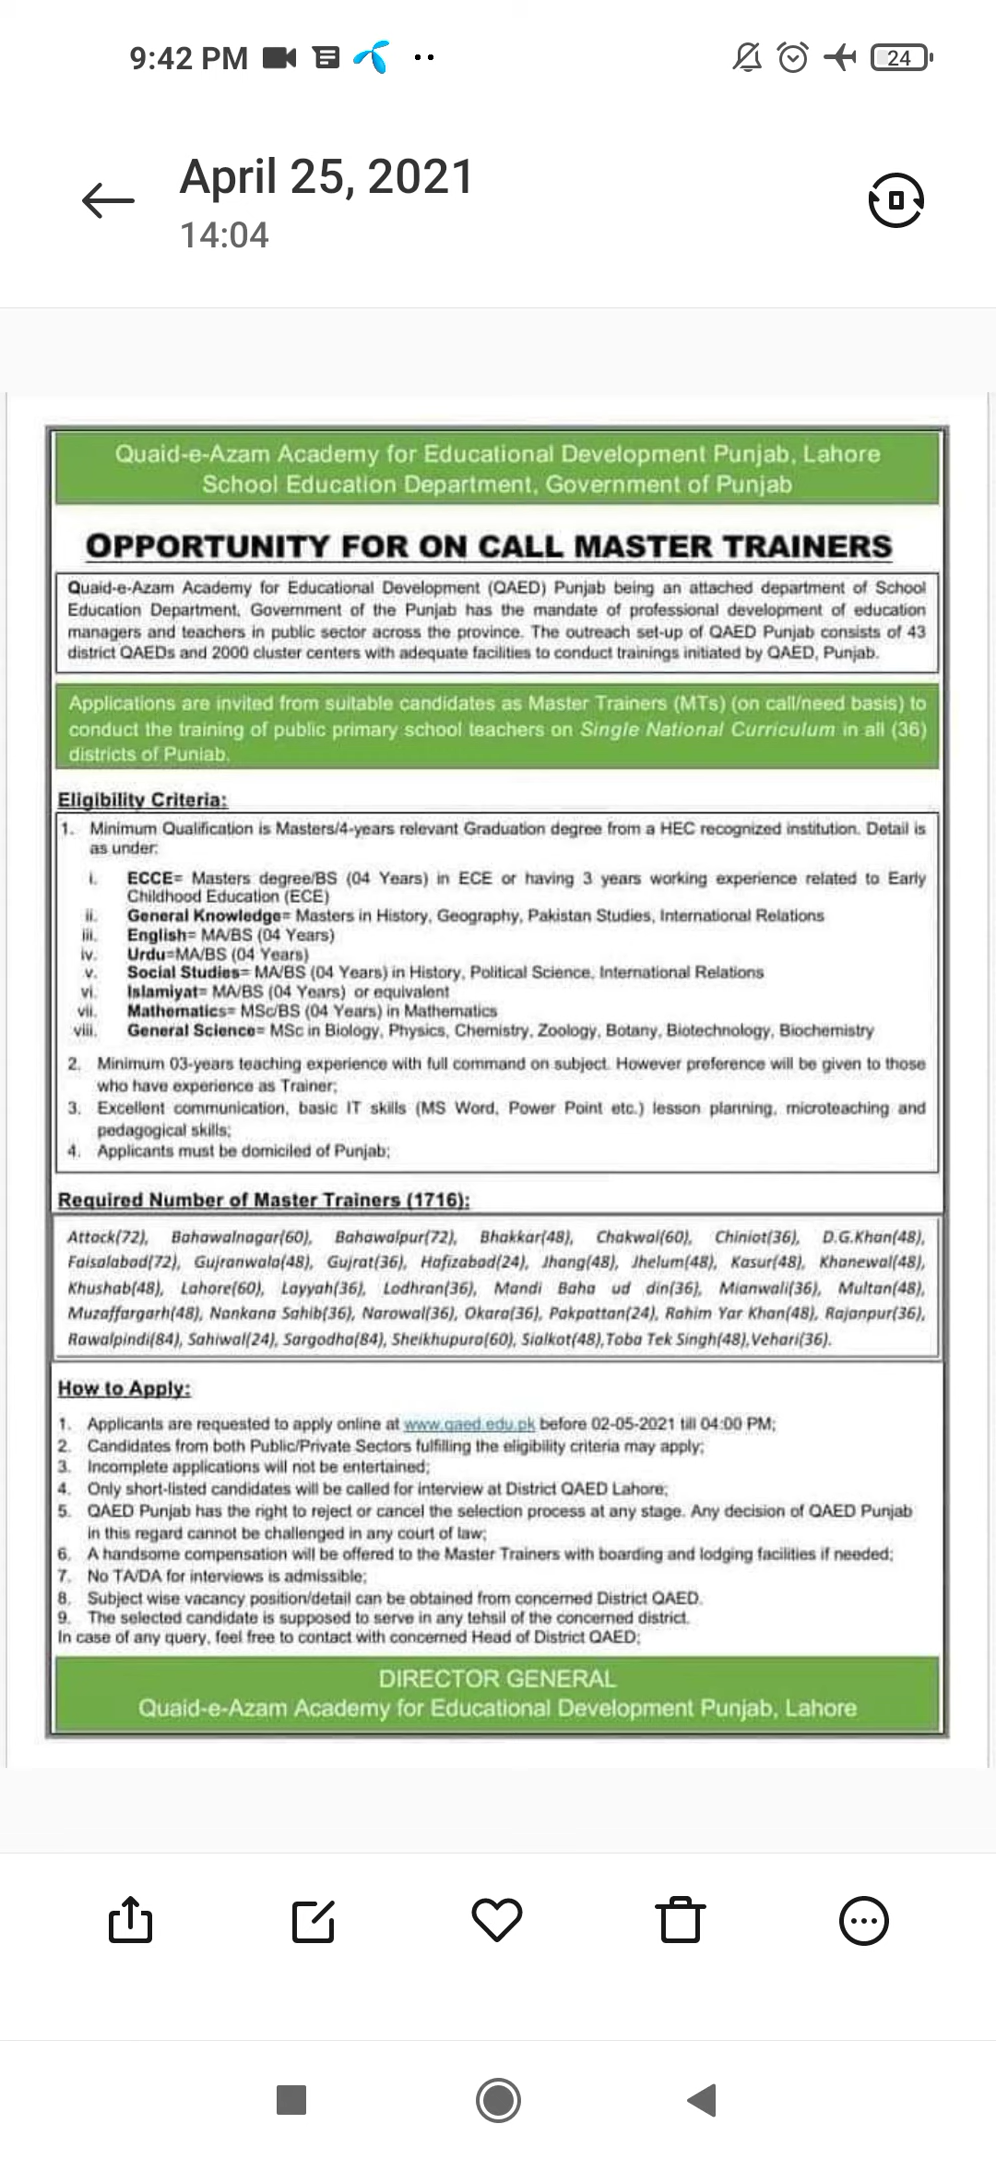 9:42 PM
24
April 25, 2021
14:04
Quaid-e-Azam Academy for Educational Development Punjab, Lahore
School Education Department, Government of Punjab
OPPORTUNITY FOR ON CALL MASTER TRAINERS
Quaid-e-Azam Academy for Educational Development (QAED) Punjab being an attached department of School
Education Department, Government of the Punjab has the mandate of professional development of education
managers and teachers in public sector across the province. The outreach set-up of QAED Punjab consists of 43
district QAEDs and 2000 cluster centers with adequate facilities to conduct trainings initiated by QAED, Punjab.
Applications are invited from suitable candidates as Master Trainers (MTs) (on call/need basis) to
conduct the training of public primary school teachers on Single National Curriculum in all (36)
districts of Punjab.
Eligibility Criteria:
1. Minimum Qualification is Masters/4-years relevant Graduation degree from a HEC recognized institution. Detail is
as under:
i. ECCE= Masters degree/BS (04 Years) in ECE or having 3 years working experience related to Early
Childhood Education (ECE)
ii. General Knowledge= Masters in History, Geography, Pakistan Studies, International Relations
iii. English= MA/BS (04 Years)
iv. Urdu=MA/BS (04 Years)
v. Social Studies= MA/BS (04 Years) in History, Political Science, International Relations
vi. Islamiyat= MA/BS (04 Years) or equivalent
vii. Mathematics= MSc/BS (04 Years) in Mathematics
viii. General Science= MSc in Biology, Physics, Chemistry, Zoology, Botany, Biotechnology, Biochemistry
2. Minimum 03-years teaching experience with full command on subject. However preference will be given to those
who have experience as Trainer;
3. Excellent communication, basic IT skills (MS Word, Power Point etc.) lesson planning, microteaching and
pedagogical skills;
4. Applicants must be domiciled of Punjab;
Required Number of Master Trainers (1716):
Attock(72), Bahawalnagar(60), Bahawalpur(72), Bhakkar(48), Chakwal(60), Chiniot(36), D.G.Khan(48),
Faisalabad(72), Gujranwala(48), Gujrat(36), Hafizabad(24), Jhang(48), Jhelum(48), Kasur(48), Khanewal(48),
Khushab(48), Lahore(60), Layyah(36), Lodhran(36), Mandi Baha ud din(36), Mianwali(36), Multan(48),
Muzaffargarh(48), Nankana Sahib(36), Narowal(36), Okara(36), Pakpattan(24), Rahim Yar Khan(48), Rajanpur(36),
Rawalpindi(84), Sahiwal(24), Sargodha(84), Sheikhupura(60), Sialkot(48),Toba Tek Singh(48),Vehari(36).
How to Apply:
1. Applicants are requested to apply online at www.qaed.edu.pk before 02-05-2021 till 04:00 PM;
2. Candidates from both Public/Private Sectors fulfilling the eligibility criteria may apply;
3. Incomplete applications will not be entertained;
4. Only short-listed candidates will be called for interview at District QAED Lahore;
5. QAED Punjab has the right to reject or cancel the selection process at any stage. Any decision of QAED Punjab
in this regard cannot be challenged in any court of law;
6. A handsome compensation will be offered to the Master Trainers with boarding and lodging facilities if needed;
7. No TA/DA for interviews is admissible;
8. Subject wise vacancy position/detail can be obtained from concerned District QAED.
9. The selected candidate is supposed to serve in any tehsil of the concerned district.
In case of any query, feel free to contact with concerned Head of District QAED;
DIRECTOR GENERAL
Quaid-e-Azam Academy for Educational Development Punjab, Lahore